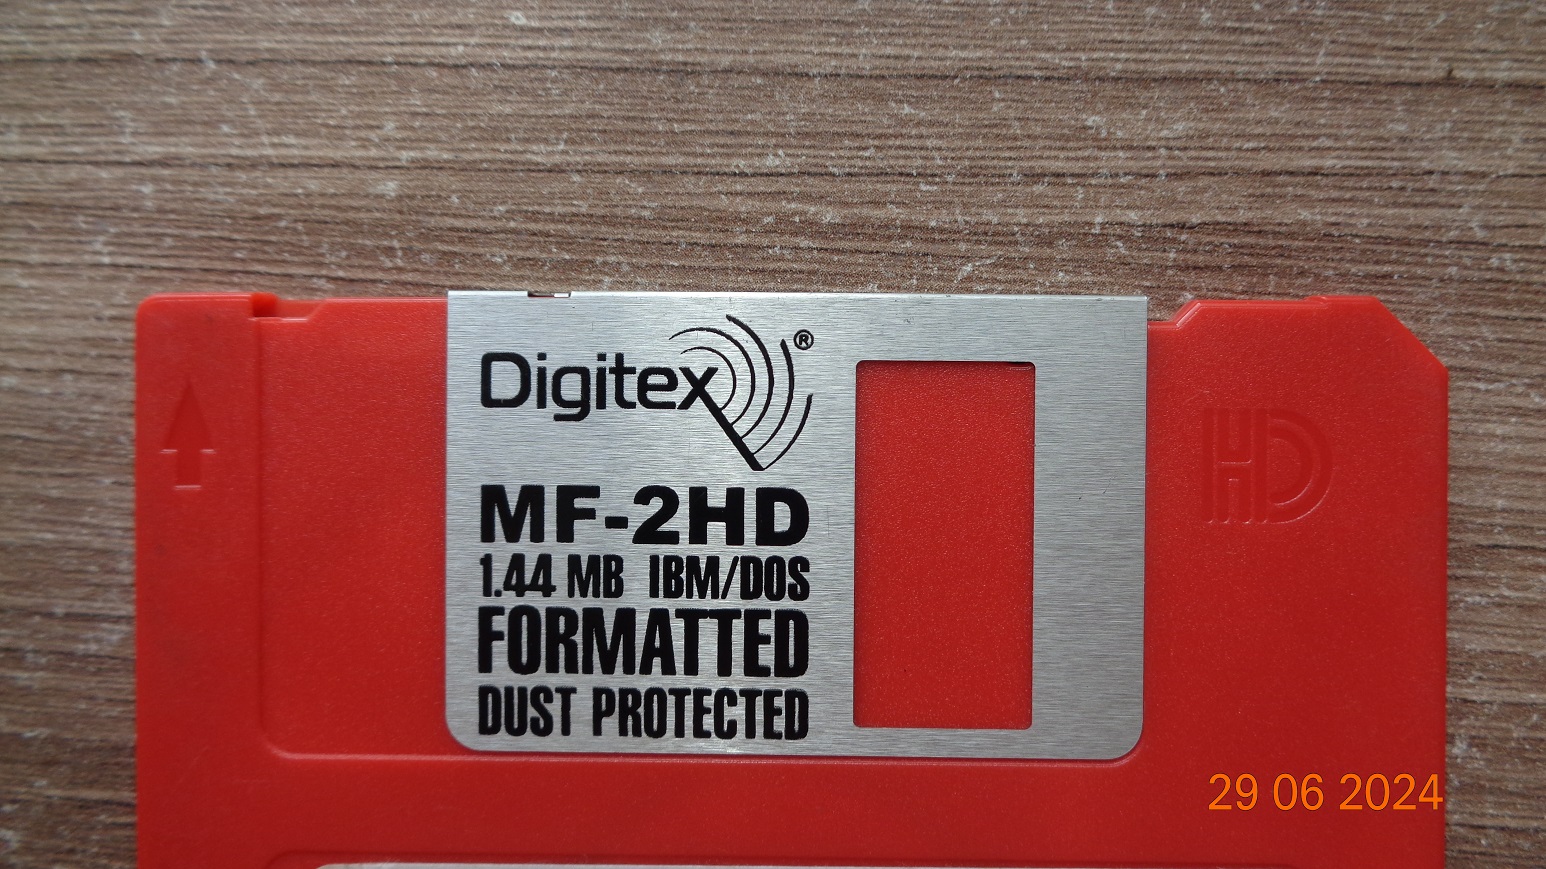 Digitex®
MF-2HD
1.44 MB IBM/DOS
FORMATTED
DUST PROTECTED
HD
29 06 2024